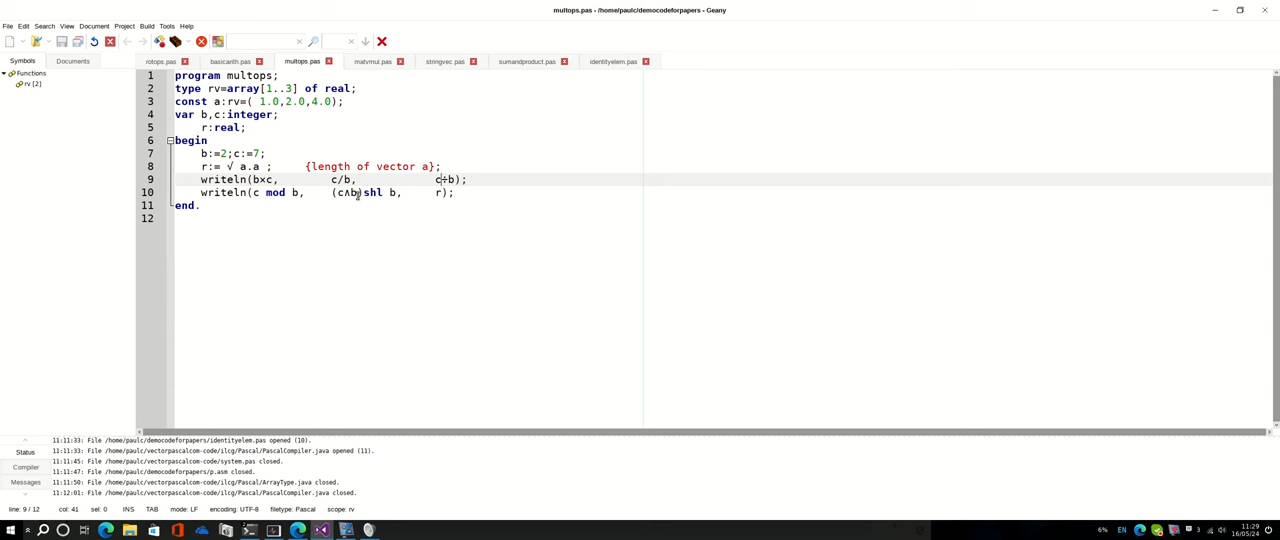 multops.pas - /home/paulc/democodeforpapers - Geany
File Edit Search View Document Project Build Tools Help
Symbols Documents rotops.pas basicarith.pas multops.pas matvmul.pas stringvec.pas sumandproduct.pas identityelem.pas
Functions
rv [2]
1 program multops;
2 type rv=array[1..3] of real;
3 const a:rv=( 1.0,2.0,4.0);
4 var b,c:integer;
5 r:real;
6 begin
7 b:=2;c:=7;
8 r:= √ a.a ; {length of vector a};
9 writeln(b×c, c/b, c÷b);
10 writeln(c mod b, (c∧b)shl b, r);
11 end.
12
Status
Compiler
Messages
11:11:33: File /home/paulc/democodeforpapers/identityelem.pas opened (10).
11:11:33: File /home/paulc/vectorpascalcom-code/ilcg/Pascal/PascalCompiler.java opened (11).
11:11:45: File /home/paulc/vectorpascalcom-code/system.pas closed.
11:11:47: File /home/paulc/democodeforpapers/p.asm closed.
11:11:50: File /home/paulc/vectorpascalcom-code/ilcg/Pascal/ArrayType.java closed.
11:12:01: File /home/paulc/vectorpascalcom-code/ilcg/Pascal/PascalCompiler.java closed.
line: 9 / 12 col: 41 sel: 0 INS TAB mode: LF encoding: UTF-8 filetype: Pascal scope: rv
6% EN 3 11:29
16/05/24